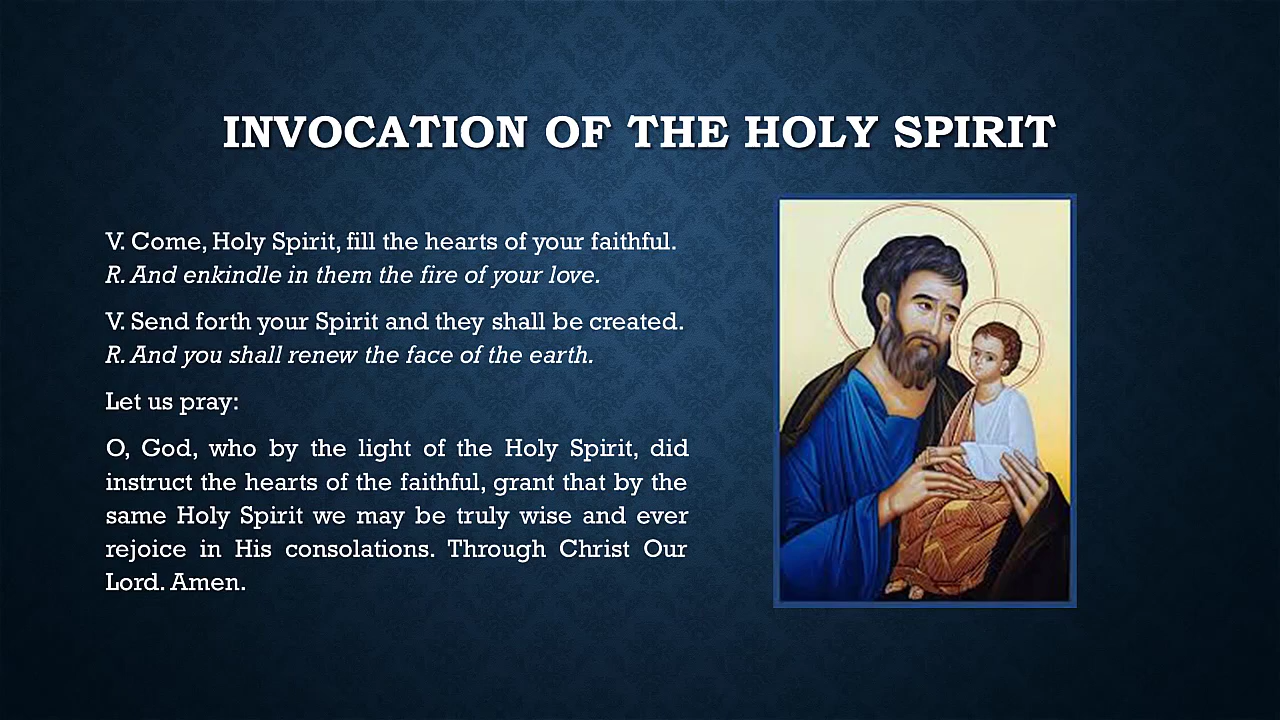 INVOCATION OF THE HOLY SPIRIT
V. Come, Holy Spirit, fill the hearts of your faithful.
R. And enkindle in them the fire of your love.
V. Send forth your Spirit and they shall be created.
R. And you shall renew the face of the earth.
Let us pray:
O, God, who by the light of the Holy Spirit, did
instruct the hearts of the faithful, grant that by the
same Holy Spirit we may be truly wise and ever
rejoice in His consolations. Through Christ Our
Lord. Amen.